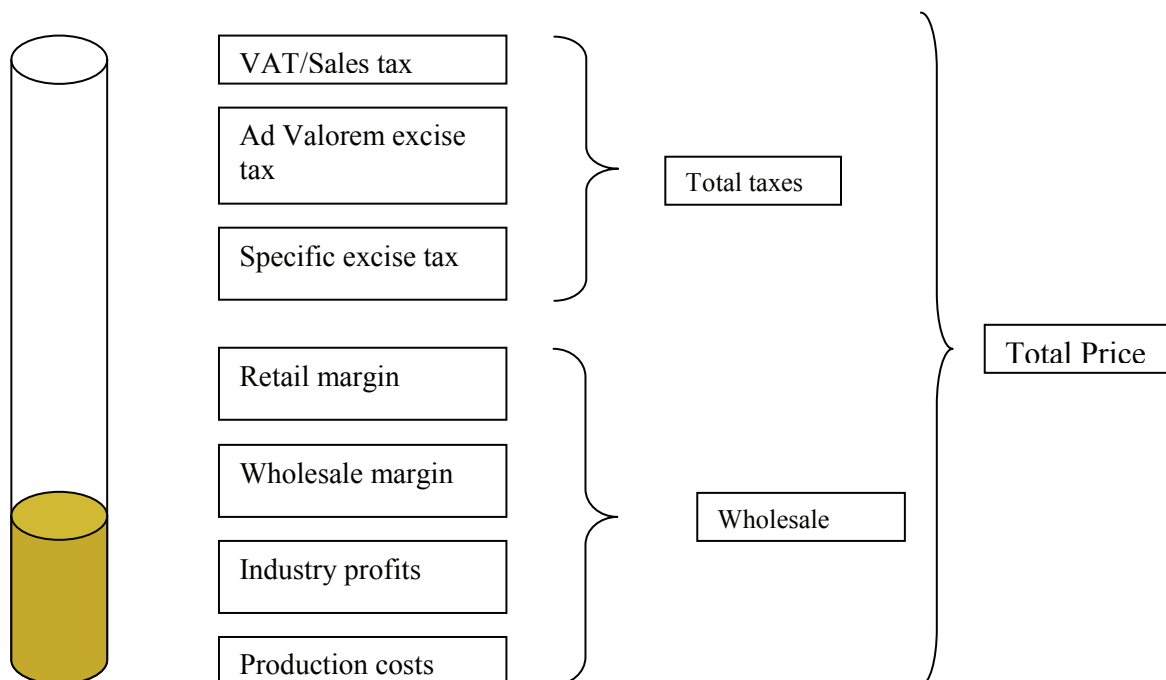 VAT/Sales tax
Ad Valorem excise
tax
Specific excise tax
Total taxes
Retail margin
Wholesale margin
Industry profits
Production costs
Wholesale
Total Price